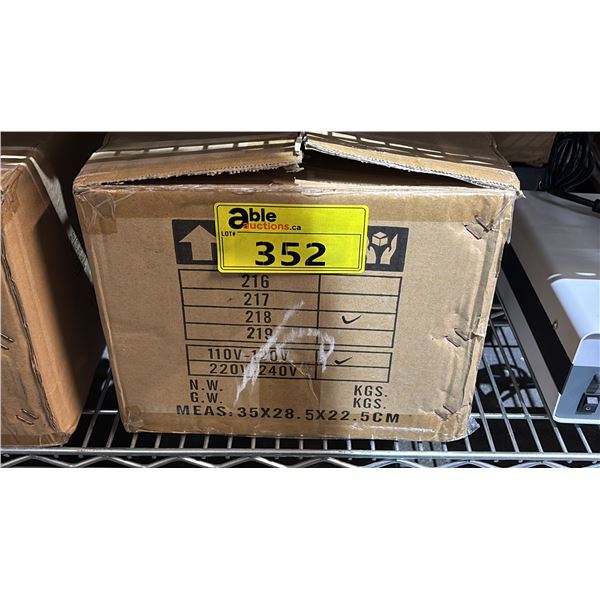 able
auctions.ca
LOT# 352
216
217
218 ✓
219
110V-120V ✓
220V-240V
N.W. KGS.
G.W. KGS.
MEAS: 35X28.5X22.5CM